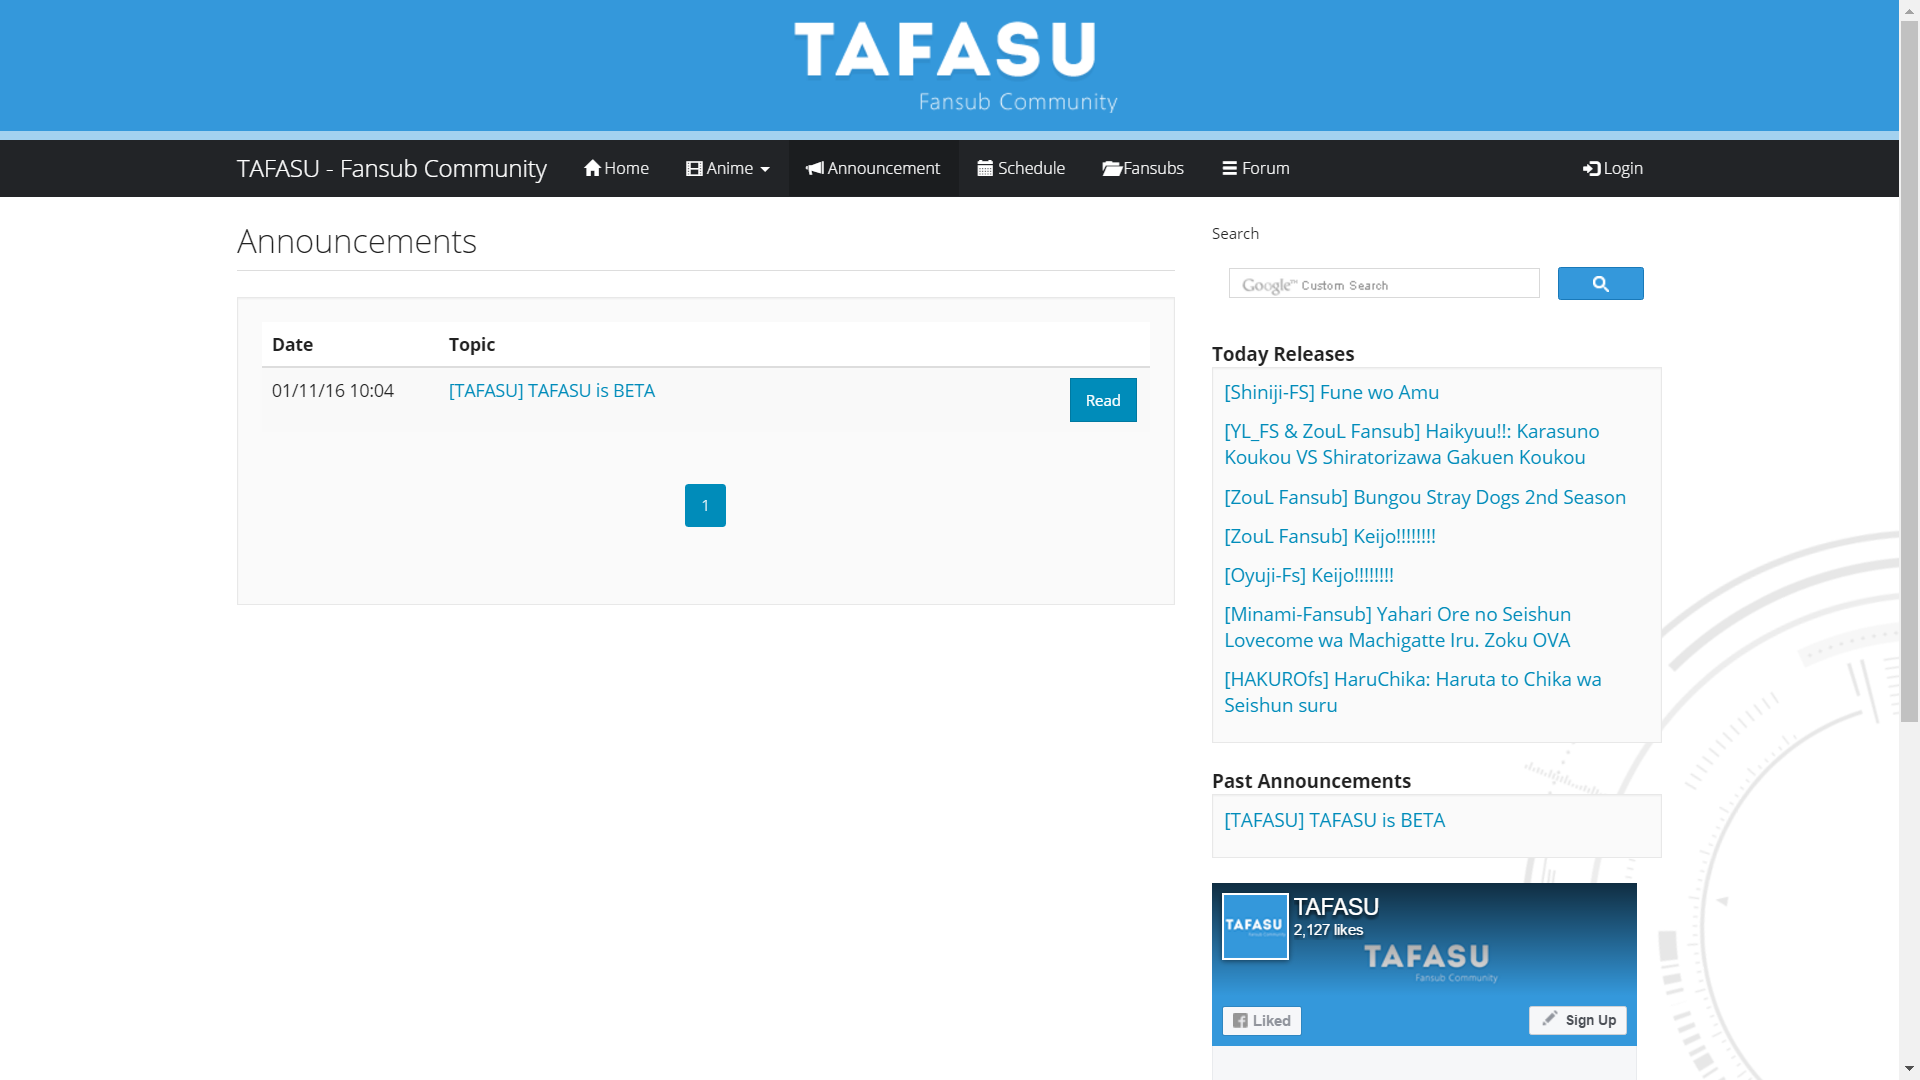 TAFASU
Fansub Community
TAFASU - Fansub Community
Home
Anime
Announcement
Schedule
Fansubs
Forum
Login
Announcements
Date Topic
01/11/16 10:04 [TAFASU] TAFASU is BETA Read
1
Search
Google™ Custom Search
Today Releases
[Shiniji-FS] Fune wo Amu
[YL_FS & ZouL Fansub] Haikyuu!!: Karasuno
Koukou VS Shiratorizawa Gakuen Koukou
[ZouL Fansub] Bungou Stray Dogs 2nd Season
[ZouL Fansub] Keijo!!!!!!!!
[Oyuji-Fs] Keijo!!!!!!!!
[Minami-Fansub] Yahari Ore no Seishun
Lovecome wa Machigatte Iru. Zoku OVA
[HAKUROfs] HaruChika: Haruta to Chika wa
Seishun suru
Past Announcements
[TAFASU] TAFASU is BETA
TAFASU
Fansub Community
TAFASU
2,127 likes
TAFASU
Fansub Community
Liked
Sign Up